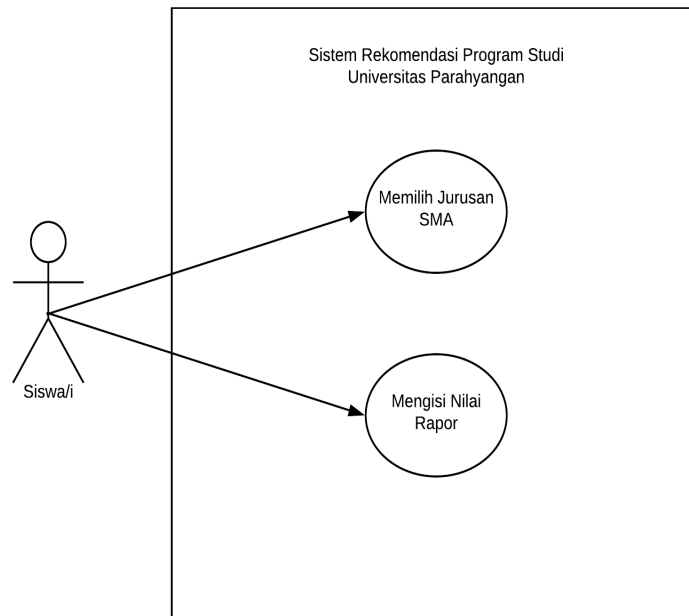 Sistem Rekomendasi Program Studi
Universitas Parahyangan
Memilih Jurusan
SMA
Siswa/i
Mengisi Nilai
Rapor